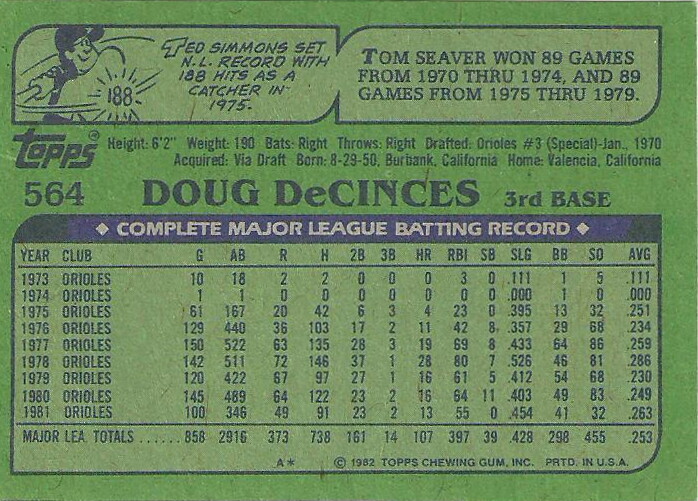 TED SIMMONS SET
N.L. RECORD WITH
188 HITS AS A
CATCHER IN
1975.
188
TOM SEAVER WON 89 GAMES
FROM 1970 THRU 1974, AND 89
GAMES FROM 1975 THRU 1979.
TOPPS®
Height: 6'2" Weight: 190 Bats: Right Throws: Right Drafted: Orioles #3 (Special)-Jan., 1970
Acquired: Via Draft Born: 8-29-50, Burbank, California Home: Valencia, California
564 DOUG DeCINCES 3rd BASE
◆ COMPLETE MAJOR LEAGUE BATTING RECORD ◆
YEAR CLUB G AB R H 2B 3B HR RBI SB SLG BB SO AVG
1973 ORIOLES 10 18 2 2 0 0 0 3 0 .111 1 5 .111
1974 ORIOLES 1 1 0 0 0 0 0 0 0 .000 1 0 .000
1975 ORIOLES 61 167 20 42 6 3 4 23 0 .395 13 32 .251
1976 ORIOLES 129 440 36 103 17 2 11 42 8 .357 29 68 .234
1977 ORIOLES 150 522 63 135 28 3 19 69 8 .433 64 86 .259
1978 ORIOLES 142 511 72 146 37 1 28 80 7 .526 46 81 .286
1979 ORIOLES 120 422 67 97 27 1 16 61 5 .412 54 68 .230
1980 ORIOLES 145 489 64 122 23 2 16 64 11 .403 49 83 .249
1981 ORIOLES 100 346 49 91 23 2 13 55 0 .454 41 32 .263
MAJOR LEA. TOTALS ...... 858 2916 373 738 161 14 107 397 39 .428 298 455 .253
A* © 1982 TOPPS CHEWING GUM, INC. PRTD. IN U.S.A.